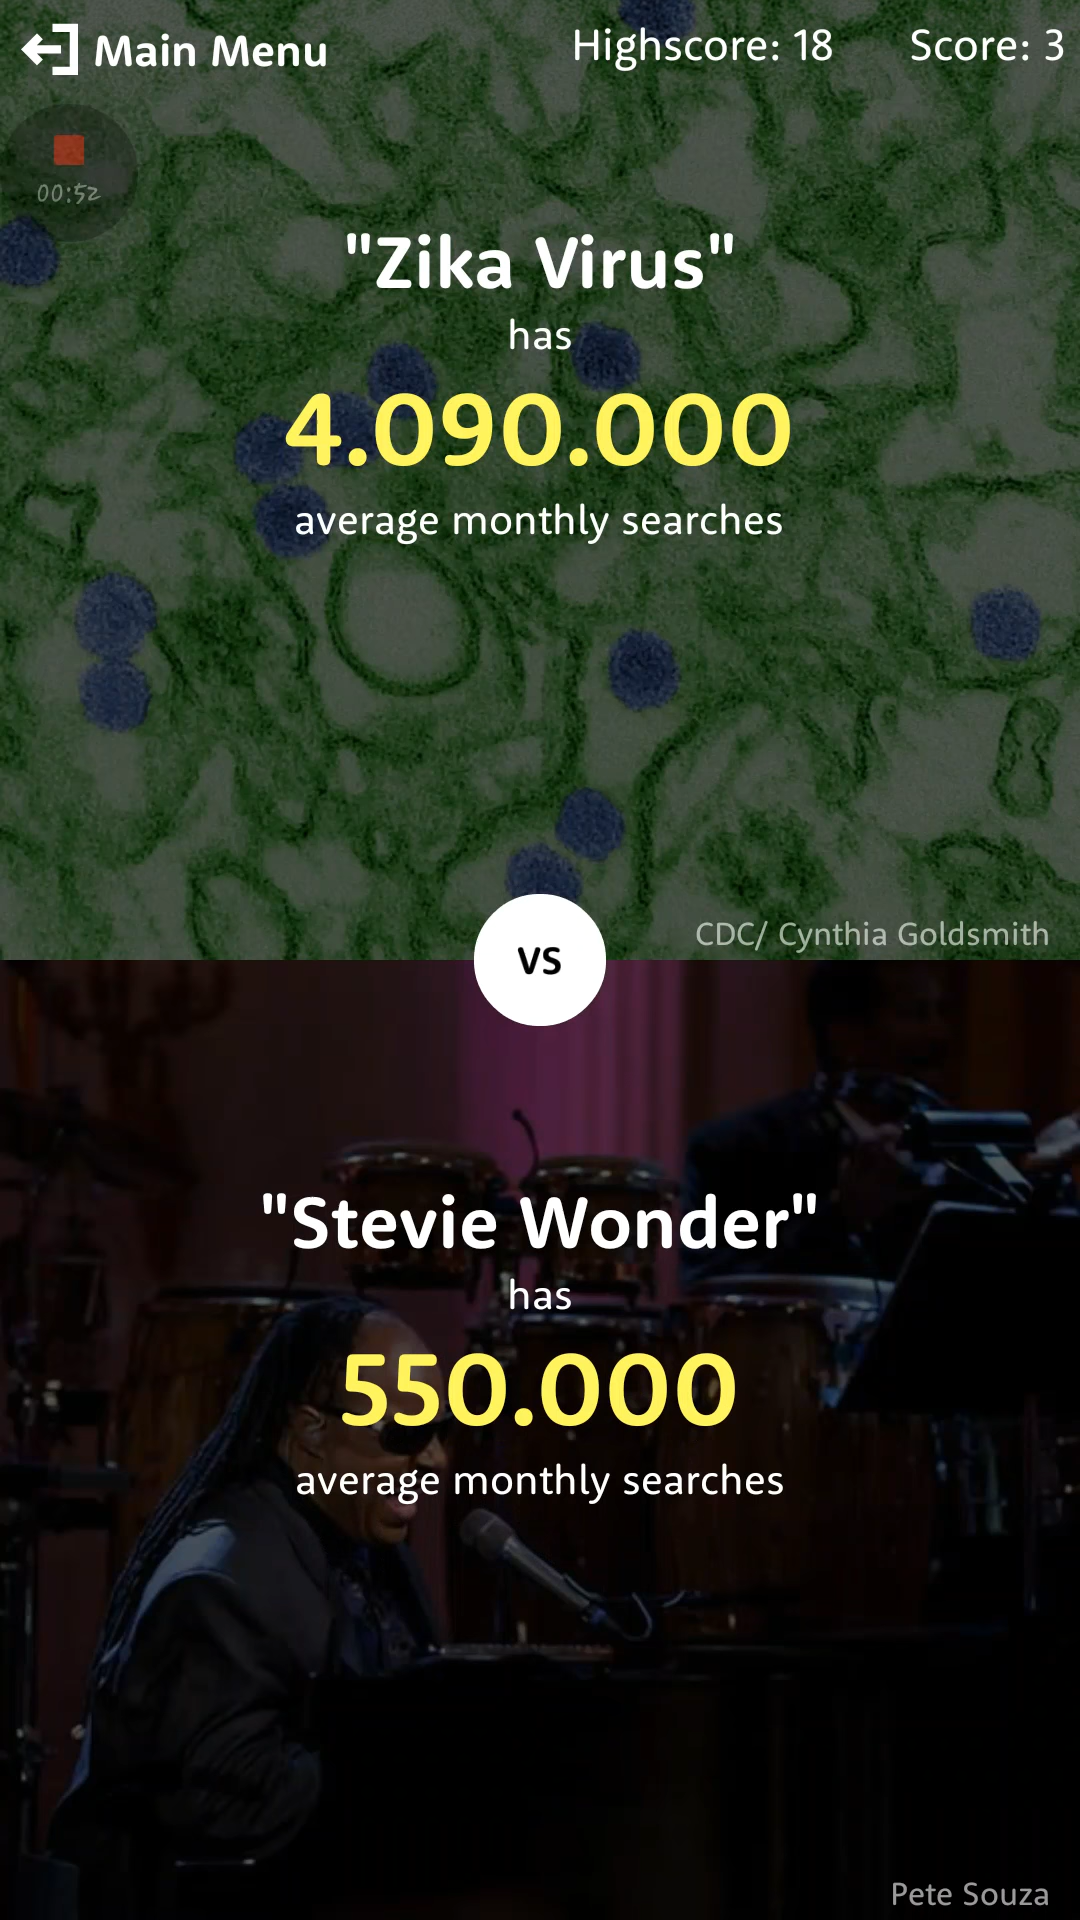 Main Menu
Highscore: 18
Score: 3
00:52
"Zika Virus"
has
4.090.000
average monthly searches
CDC/ Cynthia Goldsmith
VS
"Stevie Wonder"
has
550.000
average monthly searches
Pete Souza